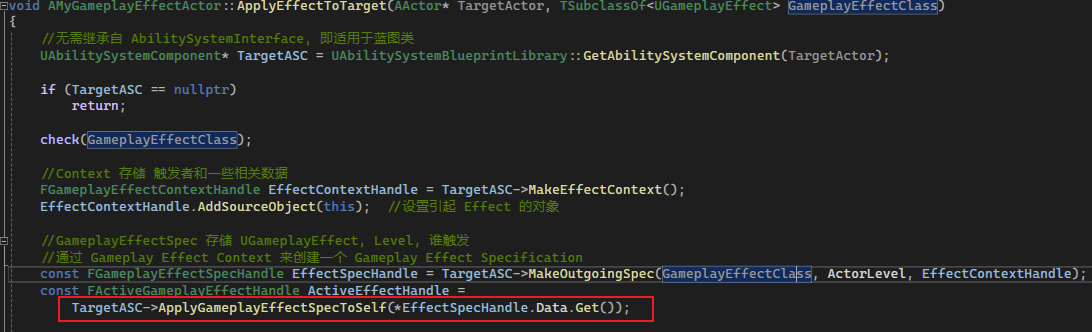 void AMyGameplayEffectActor::ApplyEffectToTarget(AActor* TargetActor, TSubclassOf<UGameplayEffect> GameplayEffectClass)
{
//无需继承自 AbilitySystemInterface, 即适用于蓝图类
UAbilitySystemComponent* TargetASC = UAbilitySystemBlueprintLibrary::GetAbilitySystemComponent(TargetActor);
if (TargetASC == nullptr)
return;
check(GameplayEffectClass);
//Context 存储 触发者和一些相关数据
FGameplayEffectContextHandle EffectContextHandle = TargetASC->MakeEffectContext();
EffectContextHandle.AddSourceObject(this); //设置引起 Effect 的对象
//GameplayEffectSpec 存储 UGameplayEffect, Level, 谁触发
//通过 Gameplay Effect Context 来创建一个 Gameplay Effect Specification
const FGameplayEffectSpecHandle EffectSpecHandle = TargetASC->MakeOutgoingSpec(GameplayEffectClass, ActorLevel, EffectContextHandle);
const FActiveGameplayEffectHandle ActiveEffectHandle =
TargetASC->ApplyGameplayEffectSpecToSelf(*EffectSpecHandle.Data.Get());